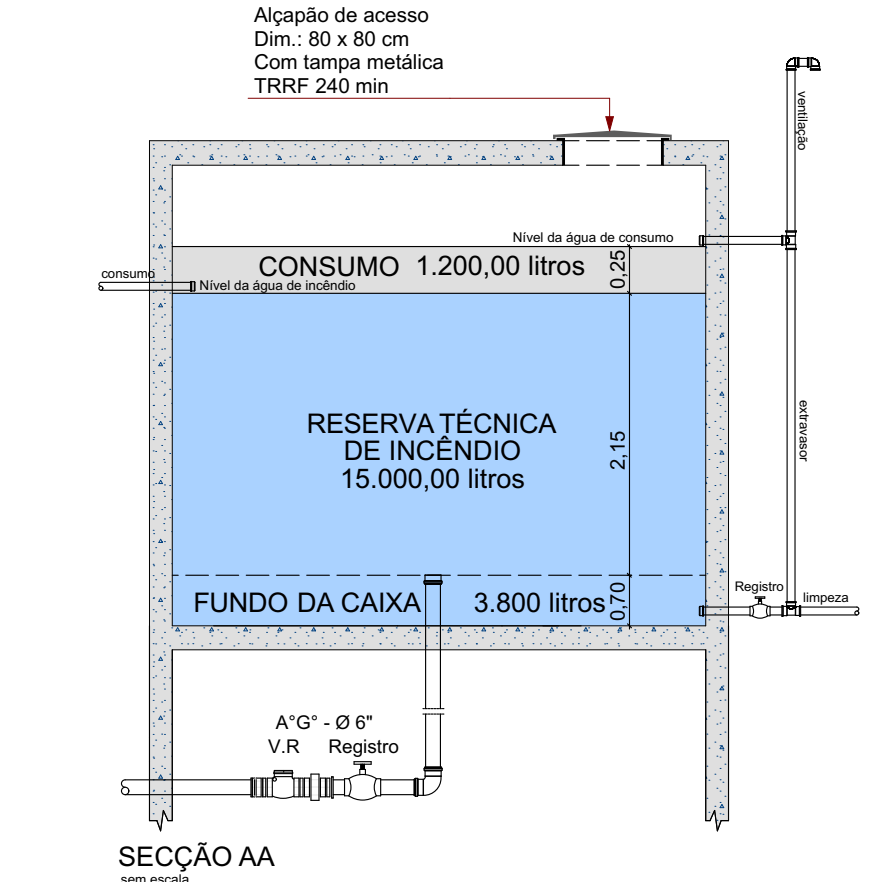 Alçapão de acesso
Dim.: 80 x 80 cm
Com tampa metálica
TRRF 240 min
ventilação
Nível da água de consumo
CONSUMO 1.200,00 litros
0,25
consumo
Nível da água de incêndio
RESERVA TÉCNICA
DE INCÊNDIO
15.000,00 litros
2,15
extravasor
FUNDO DA CAIXA 3.800 litros
0,70
Registro
limpeza
A°G° - Ø 6"
V.R Registro
SECÇÃO AA
sem escala